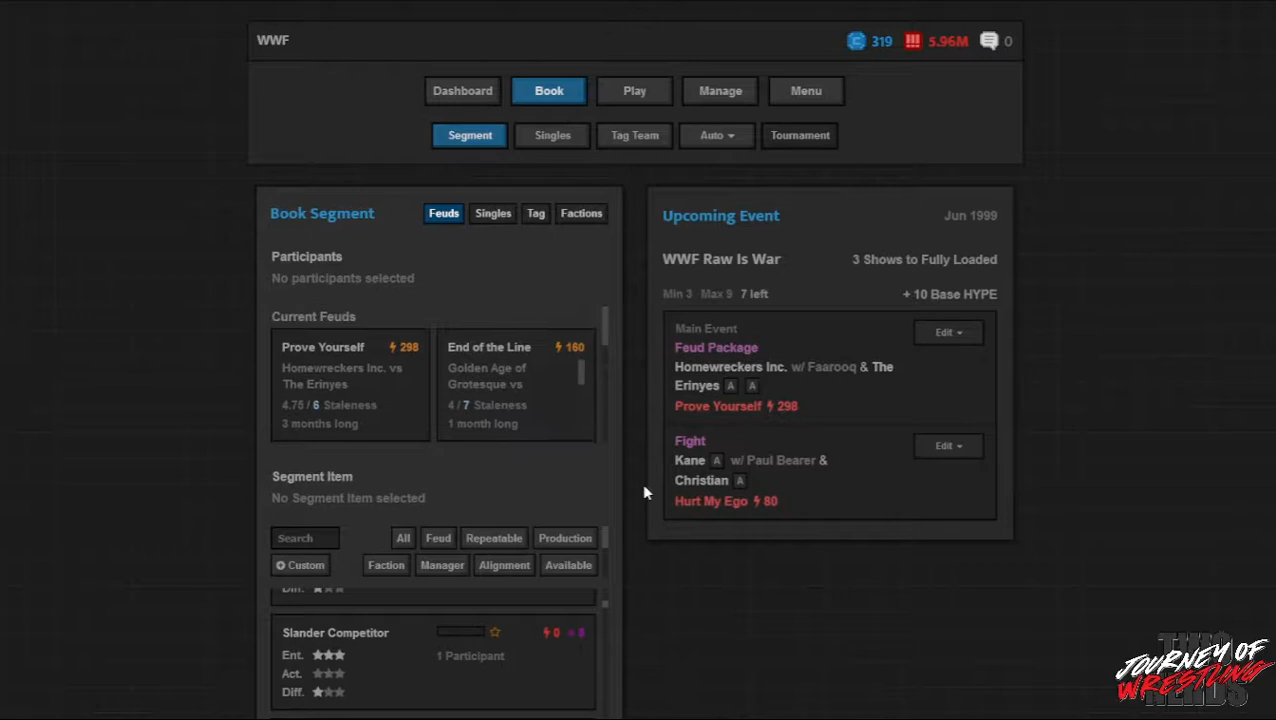 WWF
319
5.96M
0
Dashboard
Book
Play
Manage
Menu
Segment
Singles
Tag Team
Auto
Tournament
Book Segment
Feuds
Singles
Tag
Factions
Participants
No participants selected
Current Feuds
Prove Yourself
298
Homewreckers Inc. vs
The Erinyes
4.75 / 6 Staleness
3 months long
End of the Line
160
Golden Age of
Grotesque vs
4 / 7 Staleness
1 month long
Segment Item
No Segment Item selected
Search
All
Feud
Repeatable
Production
Custom
Faction
Manager
Alignment
Available
Diff.
Slander Competitor
0
Ent.
1 Participant
Act.
Diff.
Upcoming Event
Jun 1999
WWF Raw Is War
3 Shows to Fully Loaded
Min 3 · Max 9 · 7 left
+ 10 Base HYPE
Main Event
Edit
Feud Package
Homewreckers Inc. w/ Faarooq & The
Erinyes A A
Prove Yourself 298
Fight
Edit
Kane A w/ Paul Bearer &
Christian A
Hurt My Ego 80
JOURNEY OF
WRESTLING